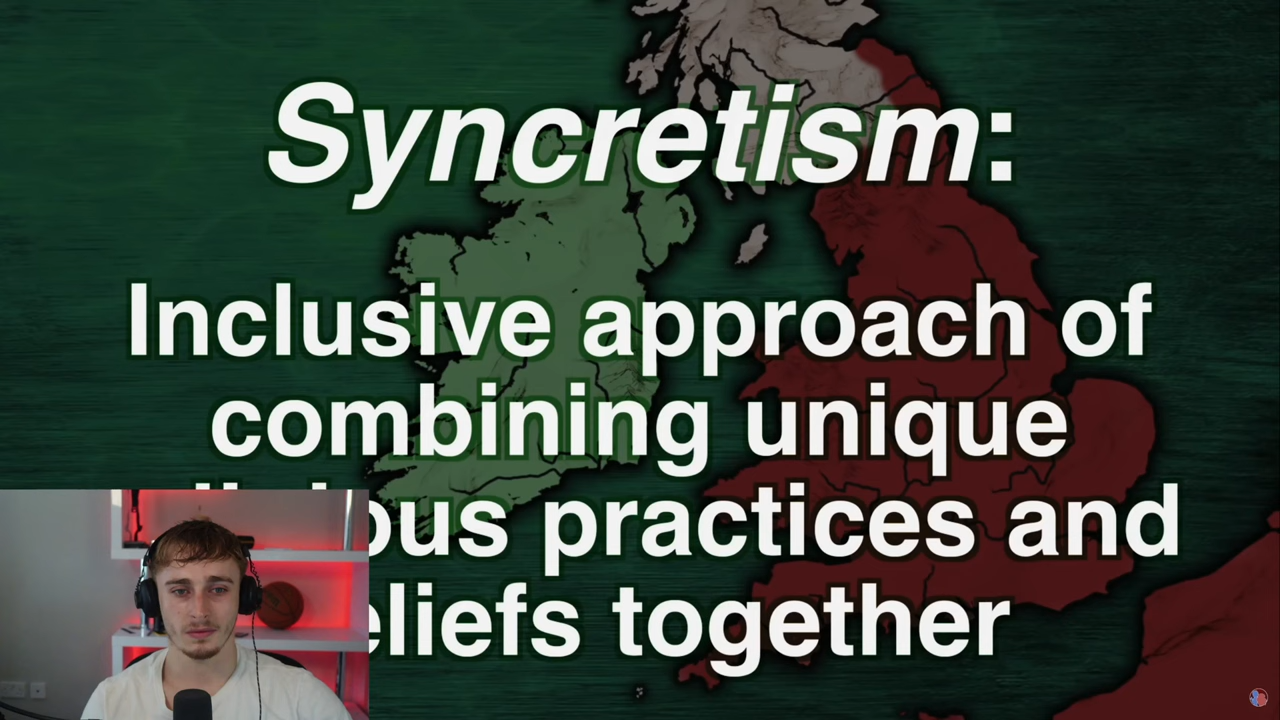 Syncretism:
Inclusive approach of
combining unique
practices and
together